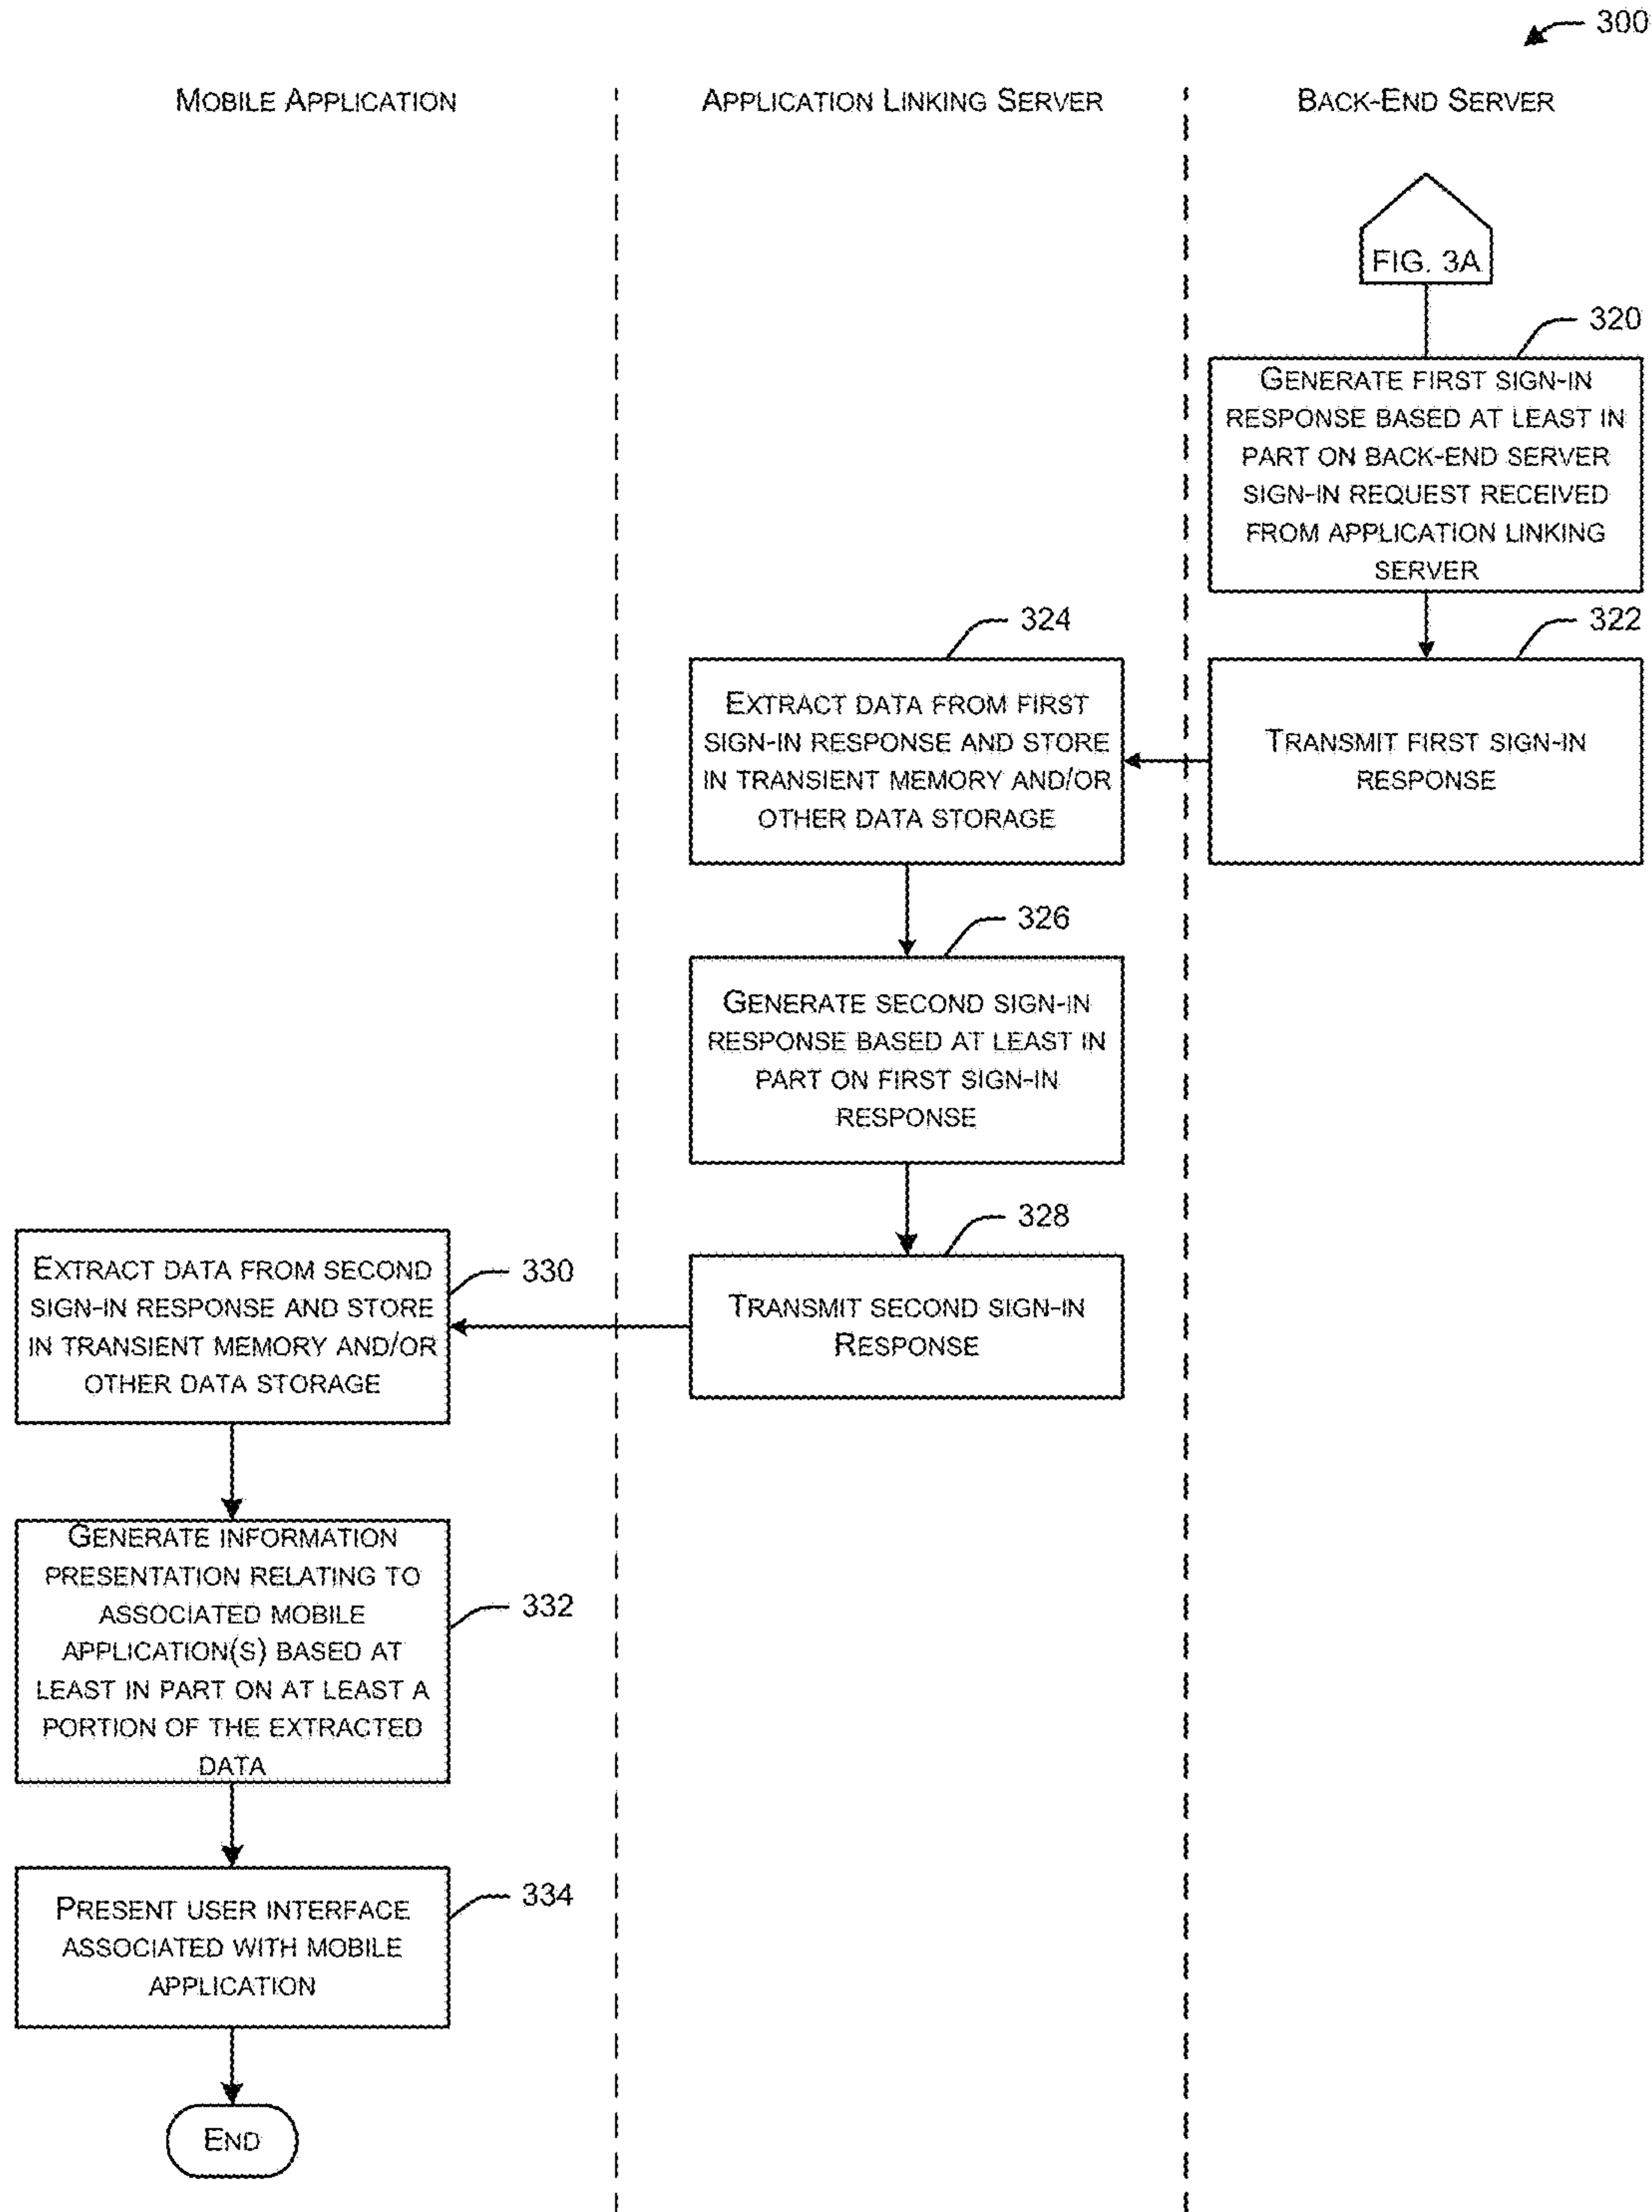 300
MOBILE APPLICATION
APPLICATION LINKING SERVER
BACK-END SERVER
FIG. 3A
320
GENERATE FIRST SIGN-IN
RESPONSE BASED AT LEAST IN
PART ON BACK-END SERVER
SIGN-IN REQUEST RECEIVED
FROM APPLICATION LINKING
SERVER
322
TRANSMIT FIRST SIGN-IN
RESPONSE
324
EXTRACT DATA FROM FIRST
SIGN-IN RESPONSE AND STORE
IN TRANSIENT MEMORY AND/OR
OTHER DATA STORAGE
326
GENERATE SECOND SIGN-IN
RESPONSE BASED AT LEAST IN
PART ON FIRST SIGN-IN
RESPONSE
328
TRANSMIT SECOND SIGN-IN
RESPONSE
330
EXTRACT DATA FROM SECOND
SIGN-IN RESPONSE AND STORE
IN TRANSIENT MEMORY AND/OR
OTHER DATA STORAGE
332
GENERATE INFORMATION
PRESENTATION RELATING TO
ASSOCIATED MOBILE
APPLICATION(S) BASED AT
LEAST IN PART ON AT LEAST A
PORTION OF THE EXTRACTED
DATA
334
PRESENT USER INTERFACE
ASSOCIATED WITH MOBILE
APPLICATION
END